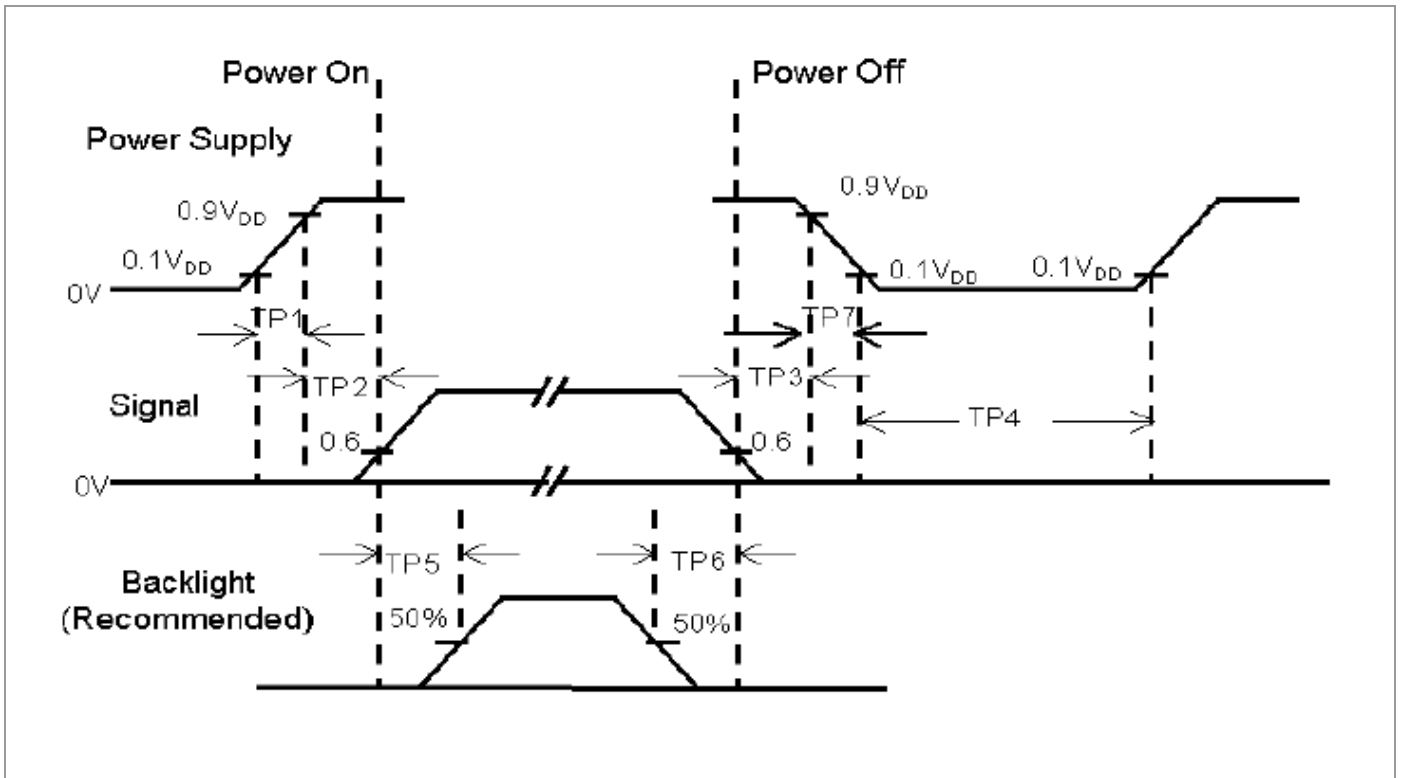 Power On
Power Off
Power Supply
0.9VDD
0.9VDD
0.1VDD
0.1VDD
0.1VDD
0V
TP1
TP7
TP2
TP3
Signal
TP4
0.6
0.6
0V
TP5
TP6
Backlight
(Recommended)
50%
50%